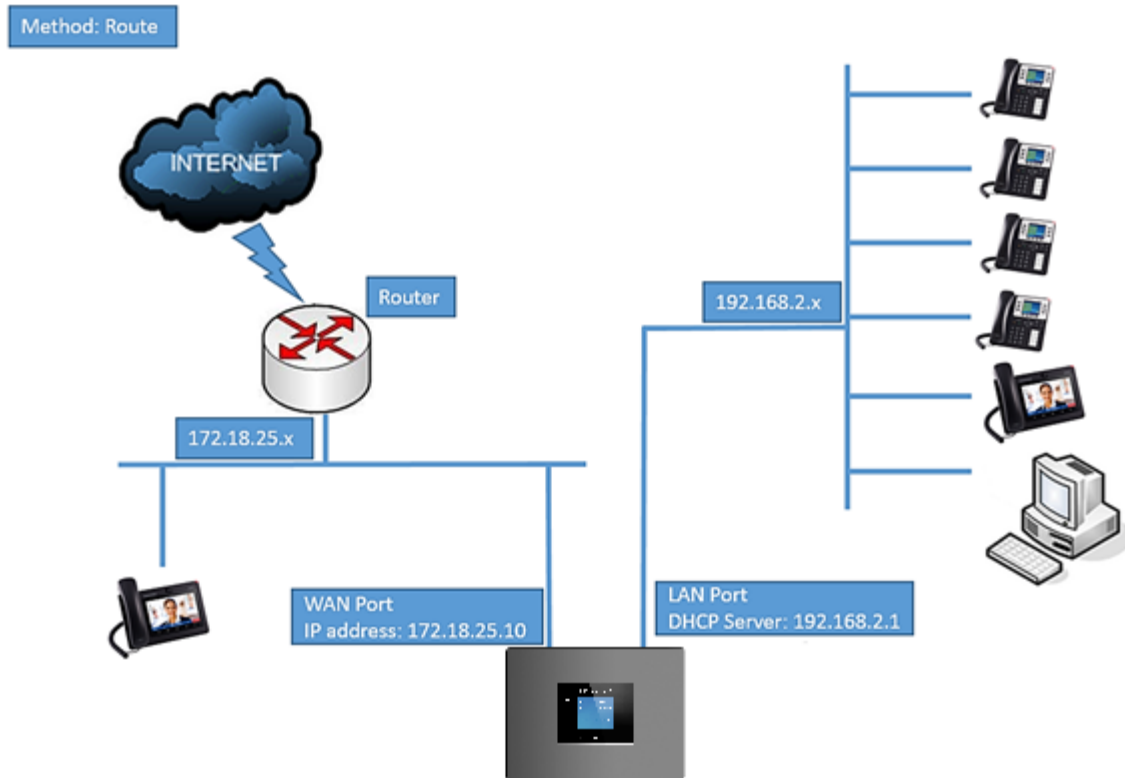 Method: Route
INTERNET
Router
192.168.2.x
172.18.25.x
WAN Port
IP address: 172.18.25.10
LAN Port
DHCP Server: 192.168.2.1